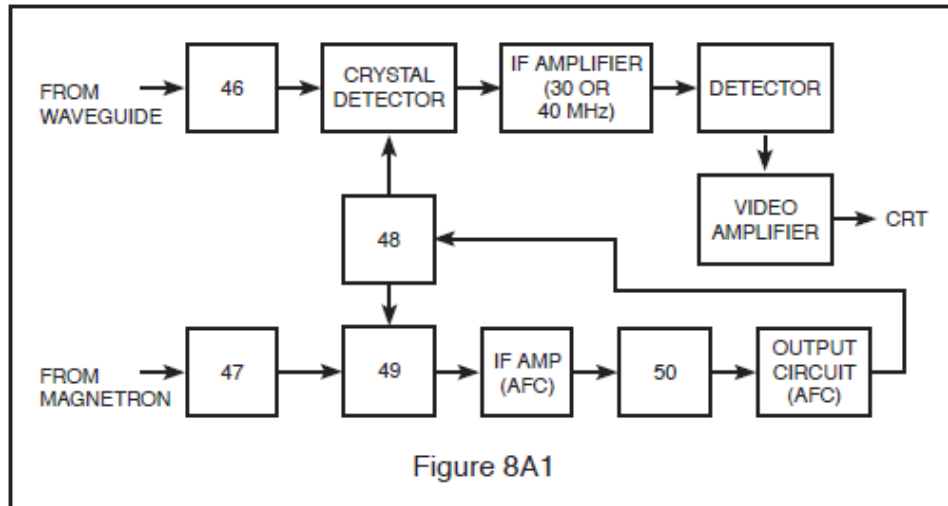 FROM
WAVEGUIDE
46
CRYSTAL
DETECTOR
IF AMPLIFIER
(30 OR
40 MHz)
DETECTOR
VIDEO
AMPLIFIER
CRT
48
FROM
MAGNETRON
47
49
IF AMP
(AFC)
50
OUTPUT
CIRCUIT
(AFC)
Figure 8A1